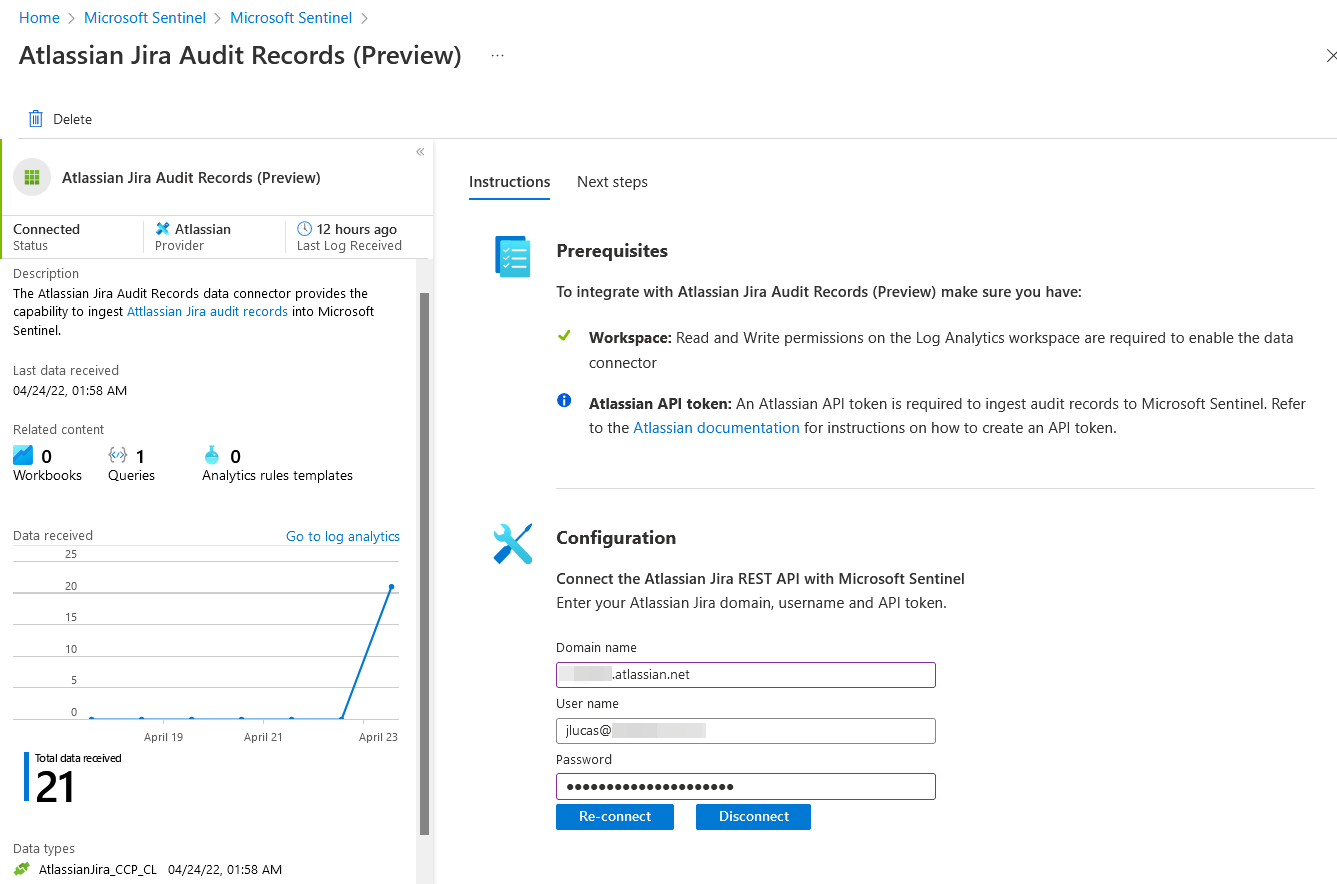 Home > Microsoft Sentinel > Microsoft Sentinel >
Atlassian Jira Audit Records (Preview) ...
Delete
«
Atlassian Jira Audit Records (Preview)
Connected
Status
Atlassian
Provider
12 hours ago
Last Log Received
Description
The Atlassian Jira Audit Records data connector provides the
capability to ingest Attlassian Jira audit records into Microsoft
Sentinel.
Last data received
04/24/22, 01:58 AM
Related content
0
Workbooks
1
Queries
0
Analytics rules templates
Data received
Go to log analytics
25
20
15
10
5
0
April 19
April 21
April 23
Total data received
21
Data types
AtlassianJira_CCP_CL 04/24/22, 01:58 AM
Instructions
Next steps
Prerequisites
To integrate with Atlassian Jira Audit Records (Preview) make sure you have:
Workspace: Read and Write permissions on the Log Analytics workspace are required to enable the data
connector
Atlassian API token: An Atlassian API token is required to ingest audit records to Microsoft Sentinel. Refer
to the Atlassian documentation for instructions on how to create an API token.
Configuration
Connect the Atlassian Jira REST API with Microsoft Sentinel
Enter your Atlassian Jira domain, username and API token.
Domain name
.atlassian.net
User name
jlucas@
Password
●●●●●●●●●●●●●●●●●●●●●
Re-connect
Disconnect